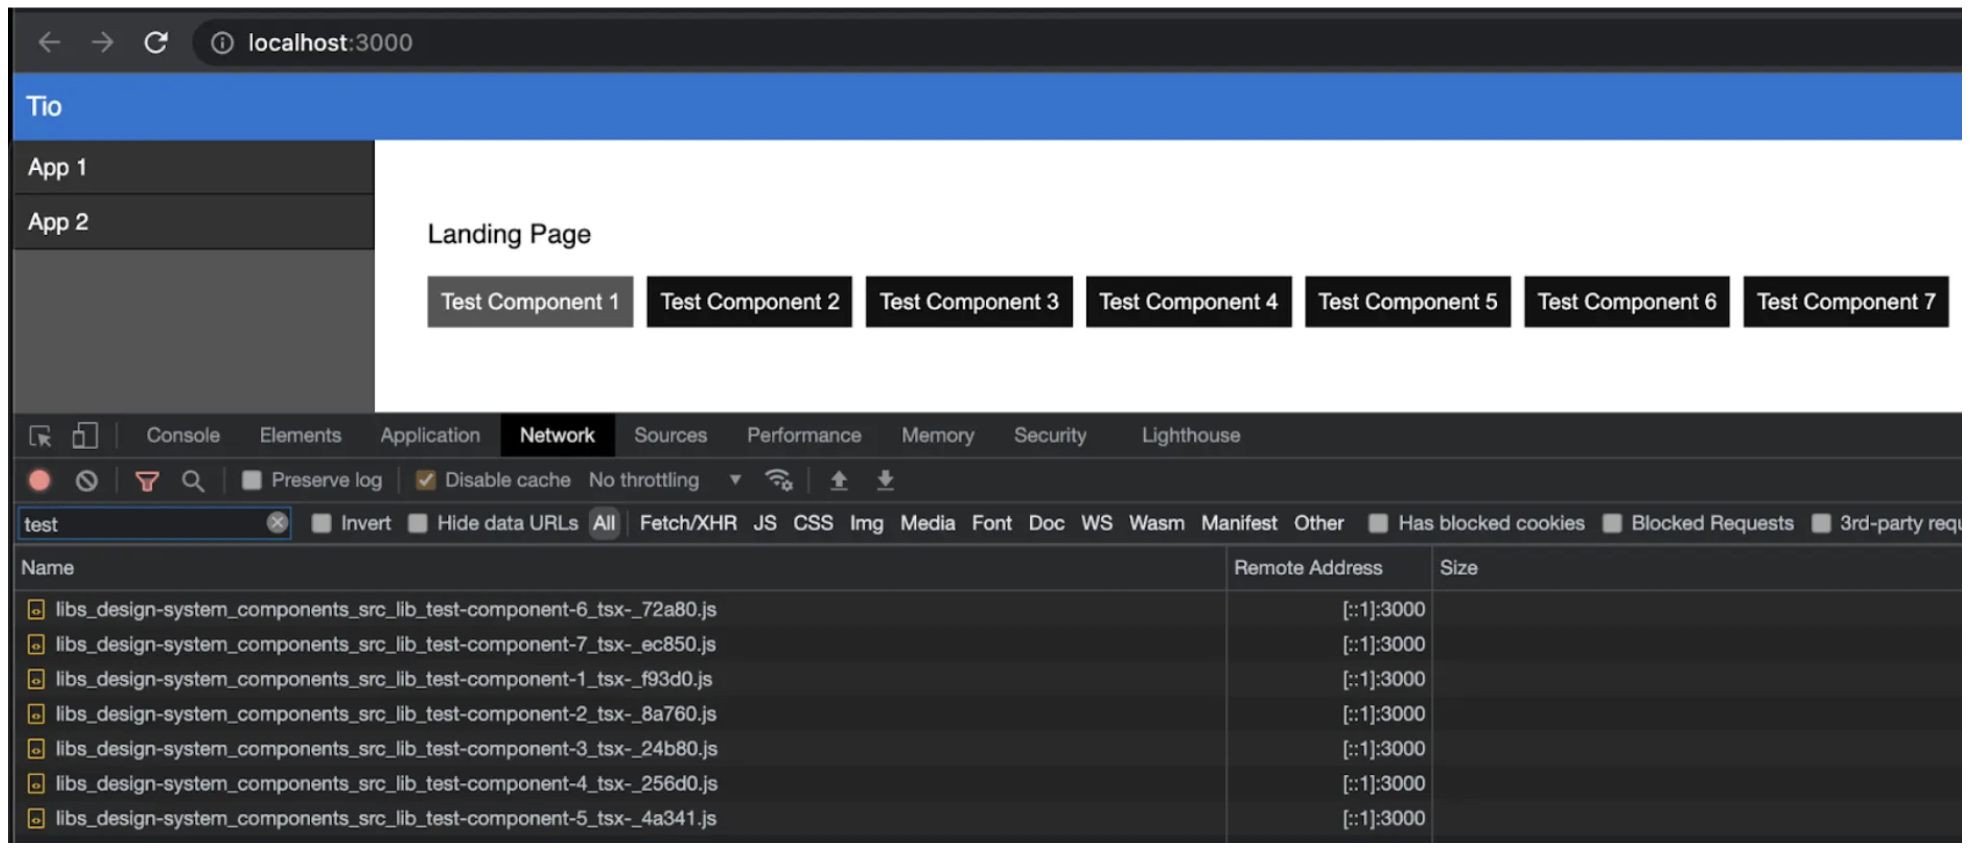 localhost:3000
Tio
App 1
App 2
Landing Page
Test Component 1 Test Component 2 Test Component 3 Test Component 4 Test Component 5 Test Component 6 Test Component 7
Console Elements Application Network Sources Performance Memory Security Lighthouse
Preserve log Disable cache No throttling
test Invert Hide data URLs All Fetch/XHR JS CSS Img Media Font Doc WS Wasm Manifest Other Has blocked cookies Blocked Requests 3rd-party requ
Name Remote Address Size
libs_design-system_components_src_lib_test-component-6_tsx-_72a80.js [::1]:3000
libs_design-system_components_src_lib_test-component-7_tsx-_ec850.js [::1]:3000
libs_design-system_components_src_lib_test-component-1_tsx-_f93d0.js [::1]:3000
libs_design-system_components_src_lib_test-component-2_tsx-_8a760.js [::1]:3000
libs_design-system_components_src_lib_test-component-3_tsx-_24b80.js [::1]:3000
libs_design-system_components_src_lib_test-component-4_tsx-_256d0.js [::1]:3000
libs_design-system_components_src_lib_test-component-5_tsx-_4a341.js [::1]:3000